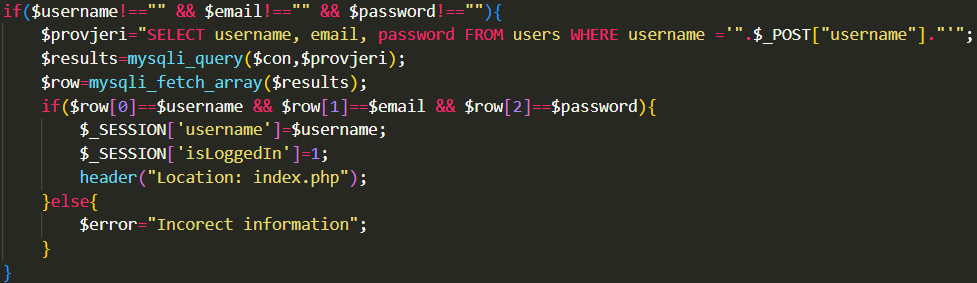 if($username!=="" && $email!=="" && $password!==""){
    $provjeri="SELECT username, email, password FROM users WHERE username ='".$_POST["username"]."'";
    $results=mysqli_query($con,$provjeri);
    $row=mysqli_fetch_array($results);
    if($row[0]==$username && $row[1]==$email && $row[2]==$password){
        $_SESSION['username']=$username;
        $_SESSION['isLoggedIn']=1;
        header("Location: index.php");
    }else{
        $error="Incorect information";
    }
}